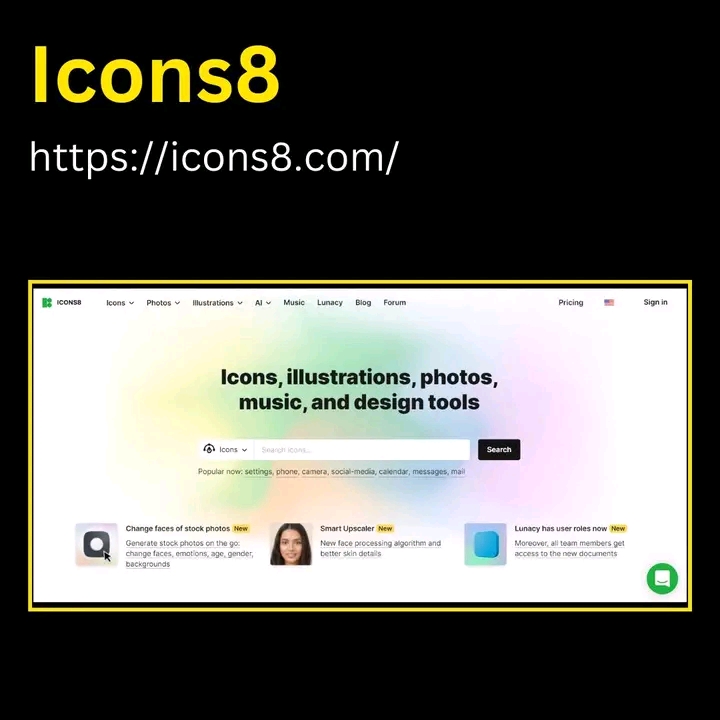 Icons8
https://icons8.com/
ICONS8
Icons
Photos
Illustrations
AI
Music
Lunacy
Blog
Forum
Pricing
Sign in
Icons, illustrations, photos,
music, and design tools
Icons
Search icons...
Search
Popular now: settings, phone, camera, social-media, calendar, messages, mail
Change faces of stock photos New
Generate stock photos on the go:
change faces, emotions, age, gender,
backgrounds
Smart Upscaler New
New face processing algorithm and
better skin details
Lunacy has user roles now New
Moreover, all team members get
access to the new documents